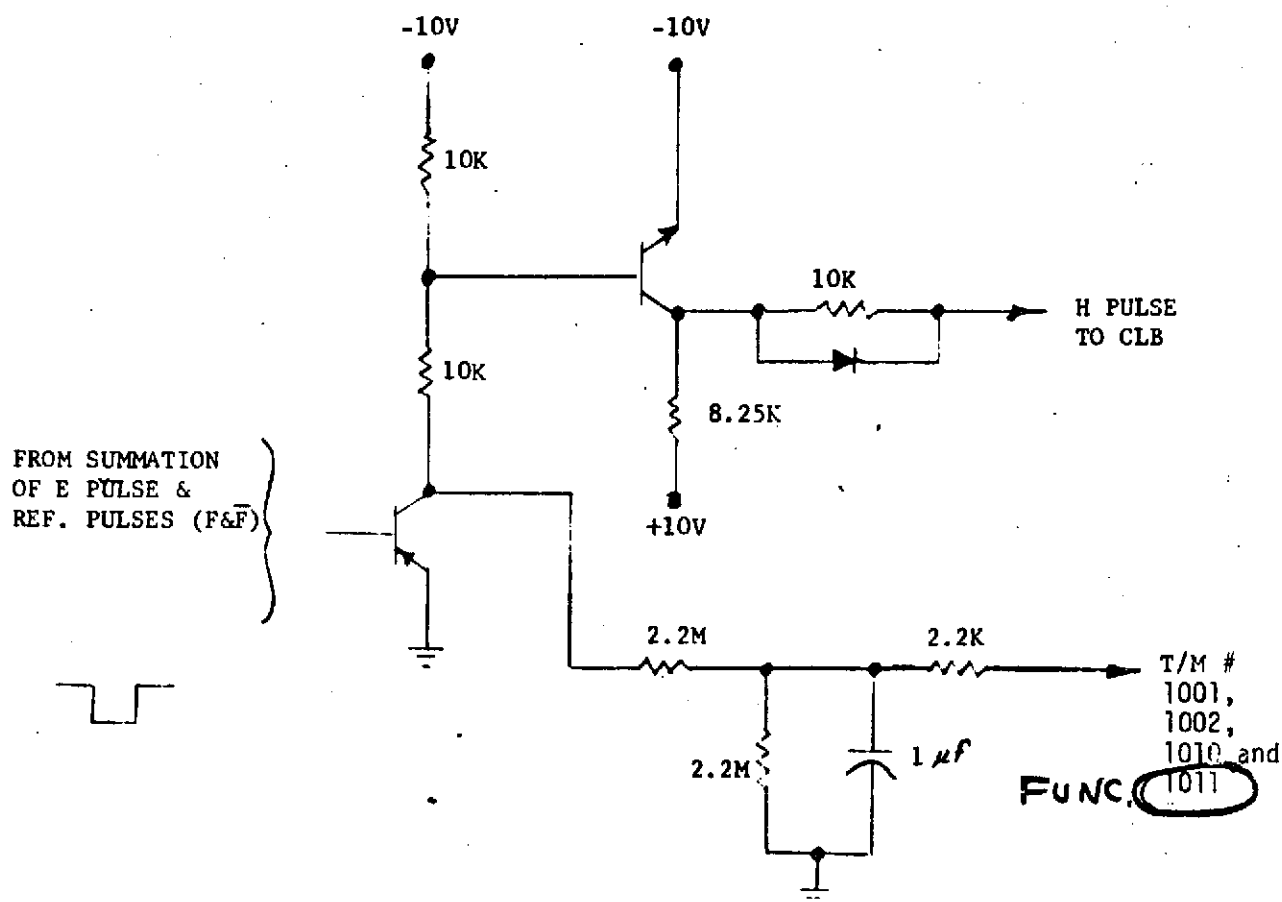 -10V
-10V
10K
10K
H PULSE
TO CLB
10K
8.25K
FROM SUMMATION
OF E PULSE &
REF. PULSES (F&F̅)
+10V
2.2M
2.2K
T/M #
1001,
1002,
1010 and
1011
2.2M
1 μf
FUNC.